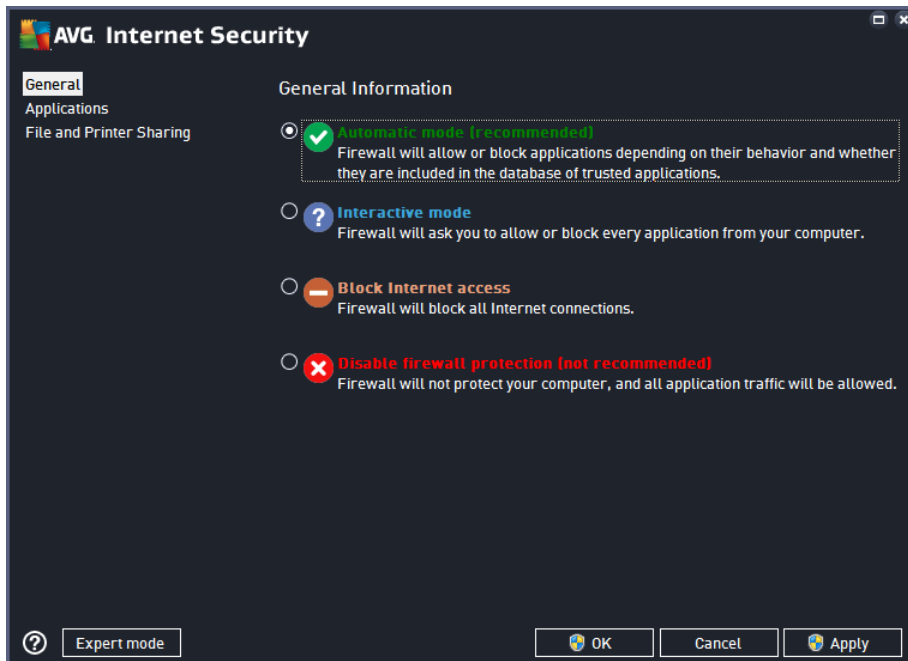 AVG Internet Security
General
Applications
File and Printer Sharing
General Information
Automatic mode (recommended)
Firewall will allow or block applications depending on their behavior and whether
they are included in the database of trusted applications.
Interactive mode
Firewall will ask you to allow or block every application from your computer.
Block Internet access
Firewall will block all Internet connections.
Disable firewall protection (not recommended)
Firewall will not protect your computer, and all application traffic will be allowed.
Expert mode
OK
Cancel
Apply